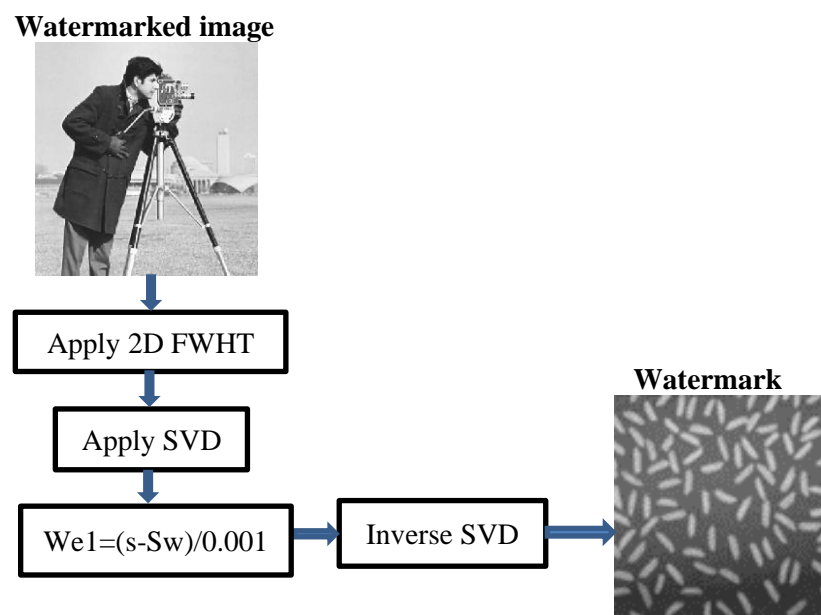 Watermarked image
Apply 2D FWHT
Apply SVD
We1=(s-Sw)/0.001
Inverse SVD
Watermark